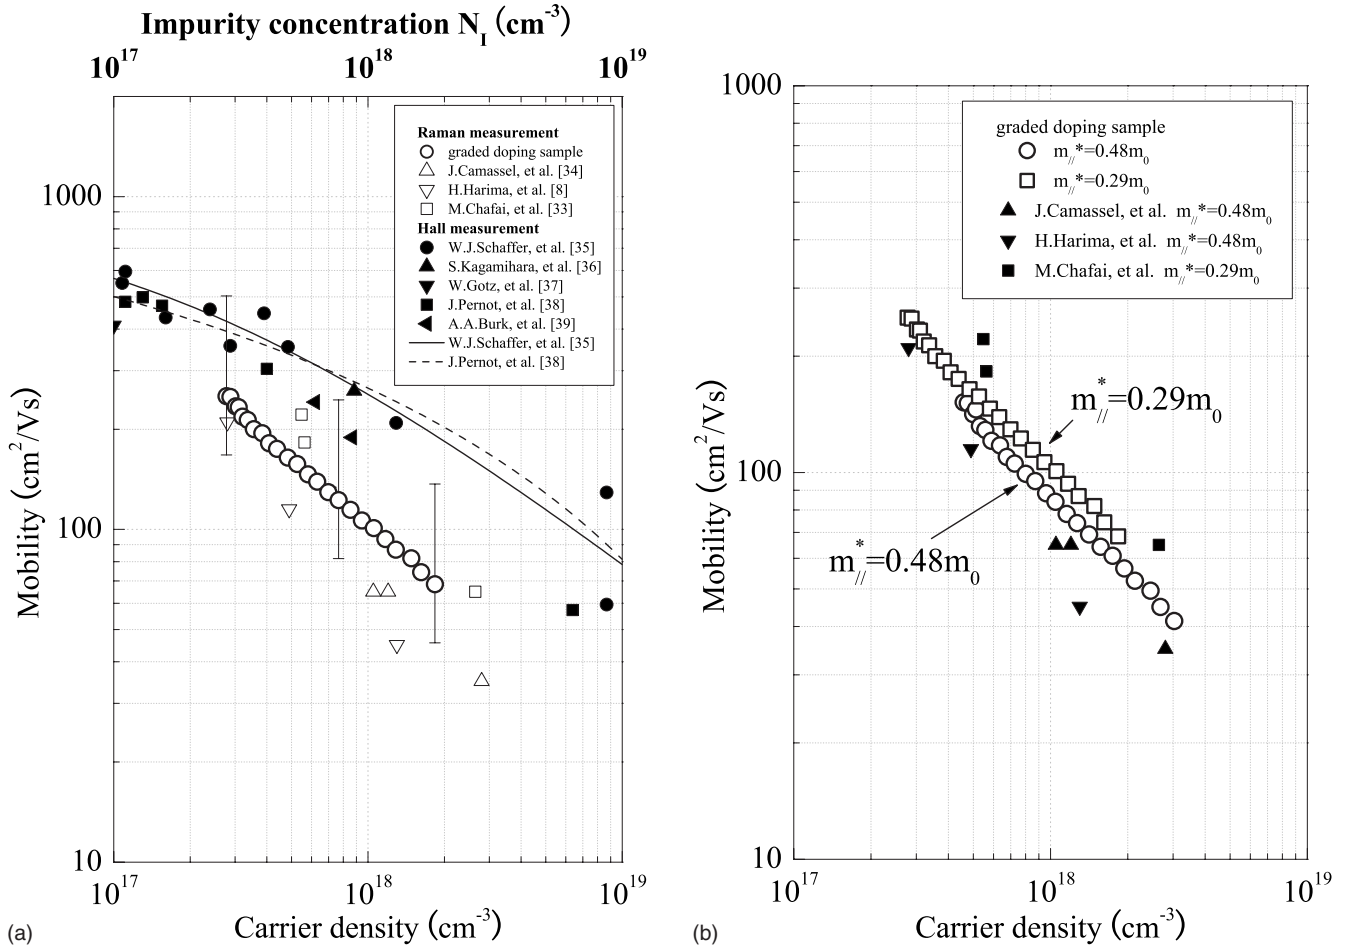 Impurity concentration N_I (cm^-3)
10^17 10^18 10^19
Mobility (cm^2/Vs)
1000
100
10
Raman measurement
graded doping sample
J.Camassel, et al. [34]
H.Harima, et al. [8]
M.Chafai, et al. [33]
Hall measurement
W.J.Schaffer, et al. [35]
S.Kagamihara, et al. [36]
W.Gotz, et al. [37]
J.Pernot, et al. [38]
A.A.Burk, et al. [39]
W.J.Schaffer, et al. [35]
J.Pernot, et al. [38]
10^17 10^18 10^19
Carrier density (cm^-3)
(a)
Mobility (cm^2/Vs)
1000
100
10
graded doping sample
m_//*=0.48m_0
m_//*=0.29m_0
J.Camassel, et al. m_//*=0.48m_0
H.Harima, et al. m_//*=0.48m_0
M.Chafai, et al. m_//*=0.29m_0
m_//*=0.29m_0
m_//*=0.48m_0
10^17 10^18 10^19
Carrier density (cm^-3)
(b)